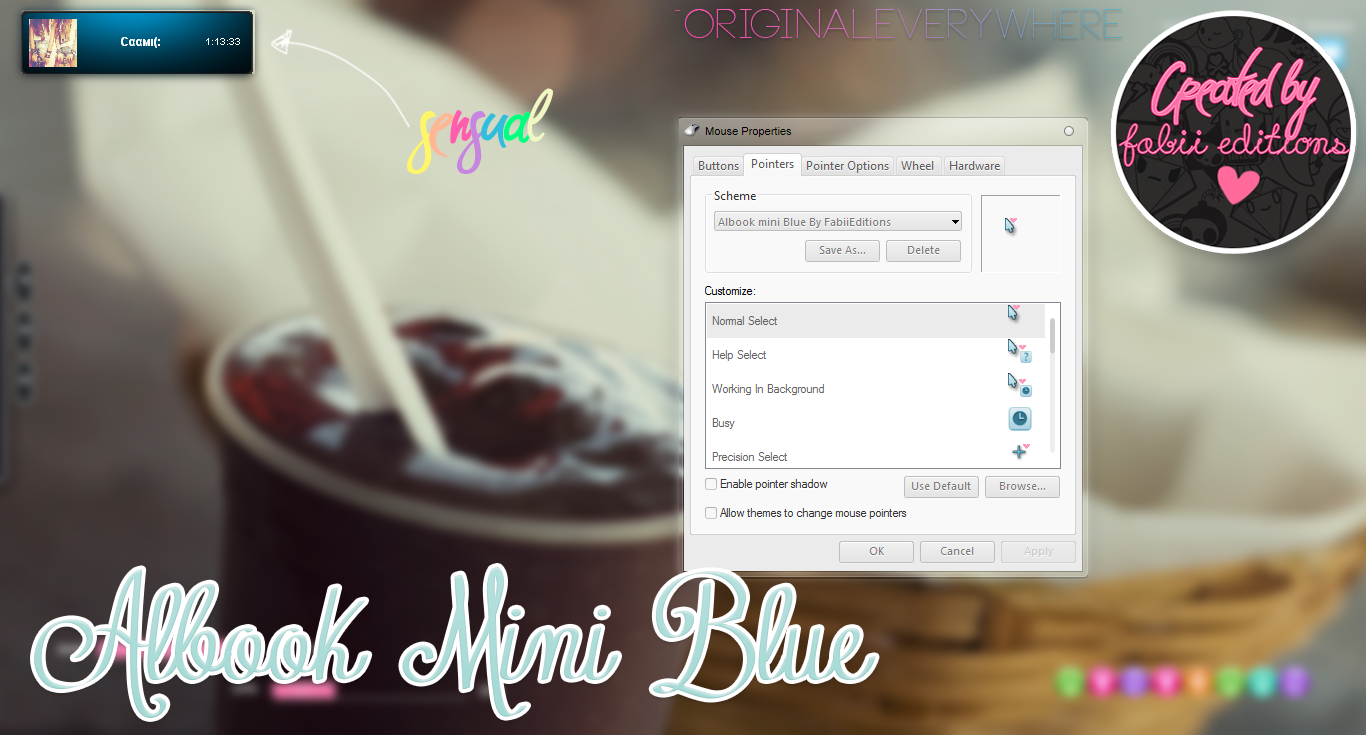 Cααмι(: 1:13:33
sensual
~ORIGINALEVERYWHERE
Created by
fabii editions
Mouse Properties
Buttons Pointers Pointer Options Wheel Hardware
Scheme
Albook mini Blue By FabiiEditions
Save As... Delete
Customize:
Normal Select
Help Select
Working In Background
Busy
Precision Select
Enable pointer shadow
Use Default Browse...
Allow themes to change mouse pointers
OK Cancel Apply
Albook Mini Blue